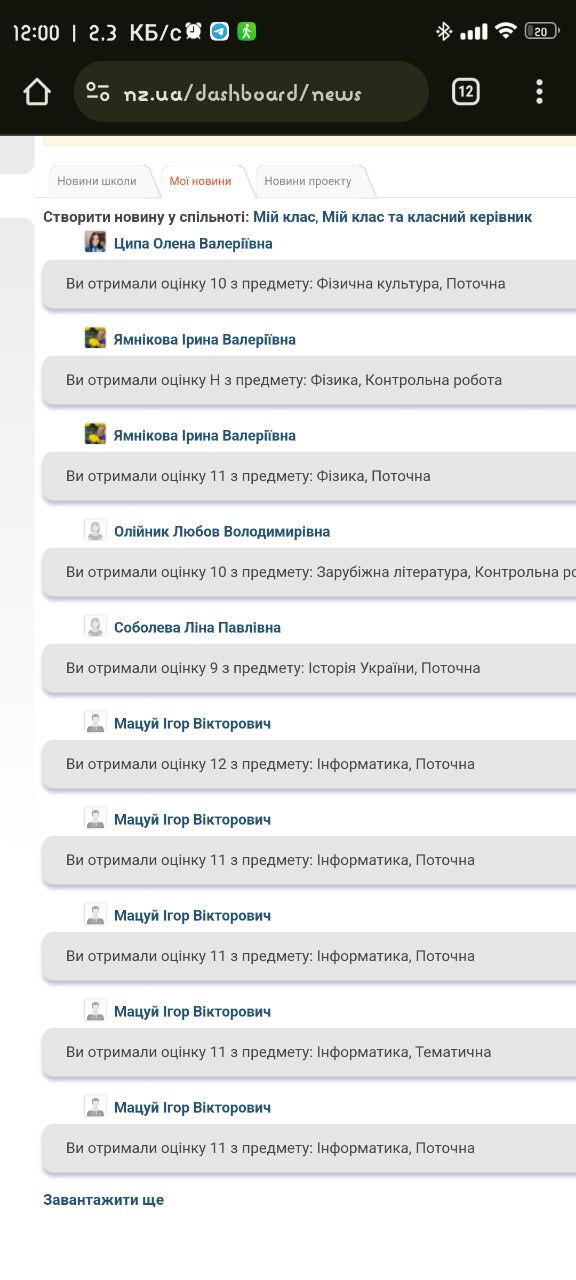 12:00 | 2.3 КБ/с
20
nz.ua/dashboard/news
12
Новини школи
Мої новини
Новини проекту
Створити новину у спільноті: Мій клас, Мій клас та класний керівник
Ципа Олена Валеріївна
Ви отримали оцінку 10 з предмету: Фізична культура, Поточна
Ямнікова Ірина Валеріївна
Ви отримали оцінку Н з предмету: Фізика, Контрольна робота
Ямнікова Ірина Валеріївна
Ви отримали оцінку 11 з предмету: Фізика, Поточна
Олійник Любов Володимирівна
Ви отримали оцінку 10 з предмету: Зарубіжна література, Контрольна ро
Соболева Ліна Павлівна
Ви отримали оцінку 9 з предмету: Історія України, Поточна
Мацуй Ігор Вікторович
Ви отримали оцінку 12 з предмету: Інформатика, Поточна
Мацуй Ігор Вікторович
Ви отримали оцінку 11 з предмету: Інформатика, Поточна
Мацуй Ігор Вікторович
Ви отримали оцінку 11 з предмету: Інформатика, Поточна
Мацуй Ігор Вікторович
Ви отримали оцінку 11 з предмету: Інформатика, Тематична
Мацуй Ігор Вікторович
Ви отримали оцінку 11 з предмету: Інформатика, Поточна
Завантажити ще